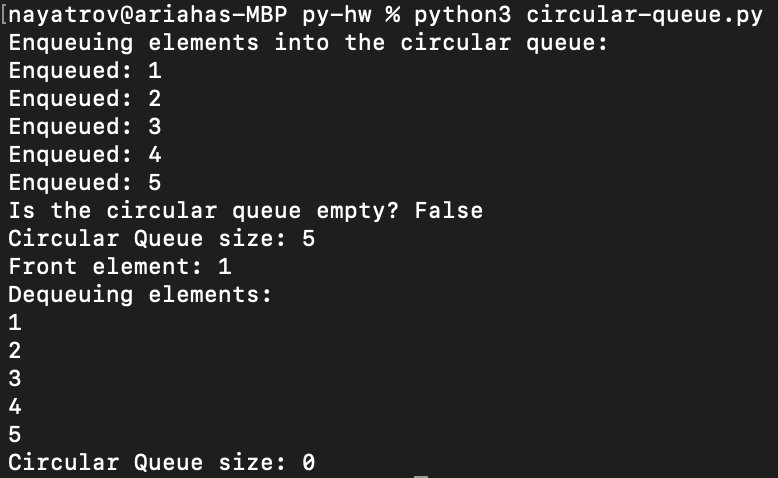 [nayatrov@ariahas-MBP py-hw % python3 circular-queue.py
Enqueuing elements into the circular queue:
Enqueued: 1
Enqueued: 2
Enqueued: 3
Enqueued: 4
Enqueued: 5
Is the circular queue empty? False
Circular Queue size: 5
Front element: 1
Dequeuing elements:
1
2
3
4
5
Circular Queue size: 0